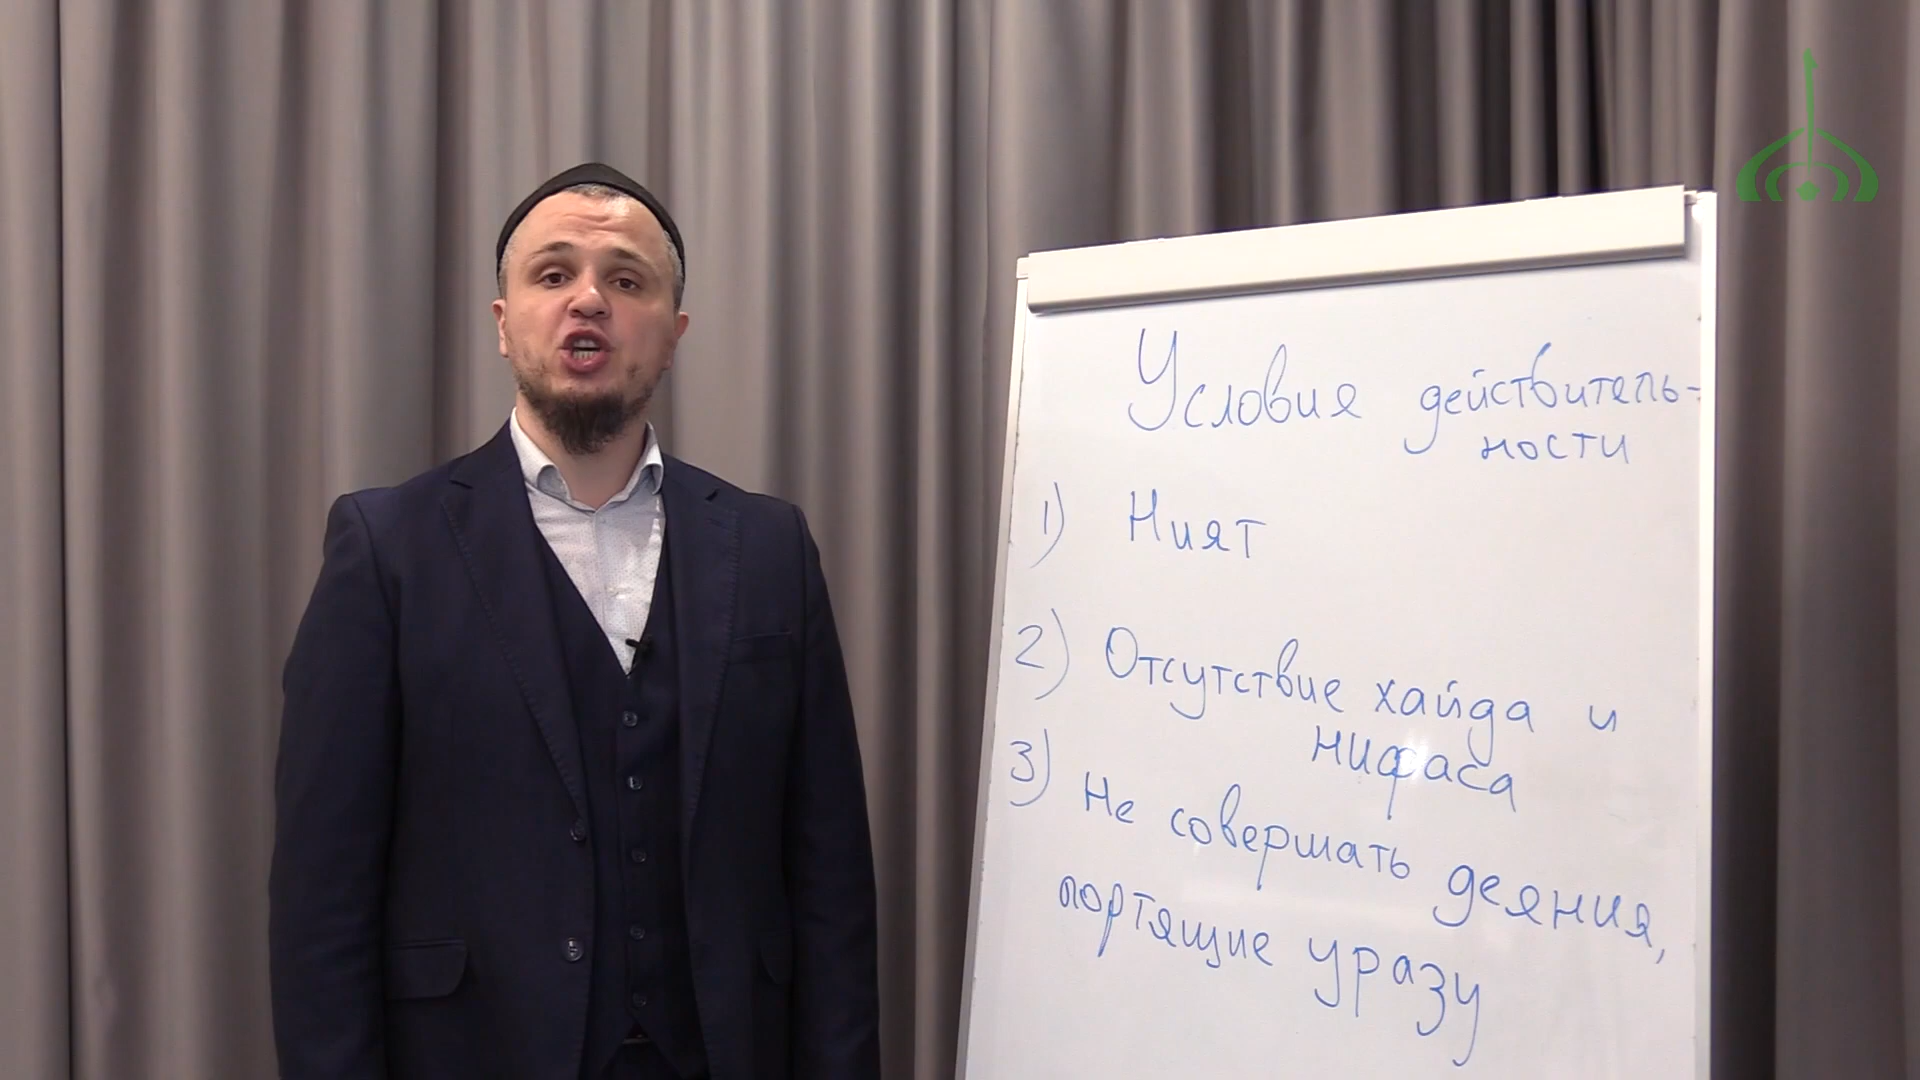 Условия действитель-
ности
1) Ният
2) Отсутствие хайда и
нифаса
3) Не совершать деяния,
портящие уразу